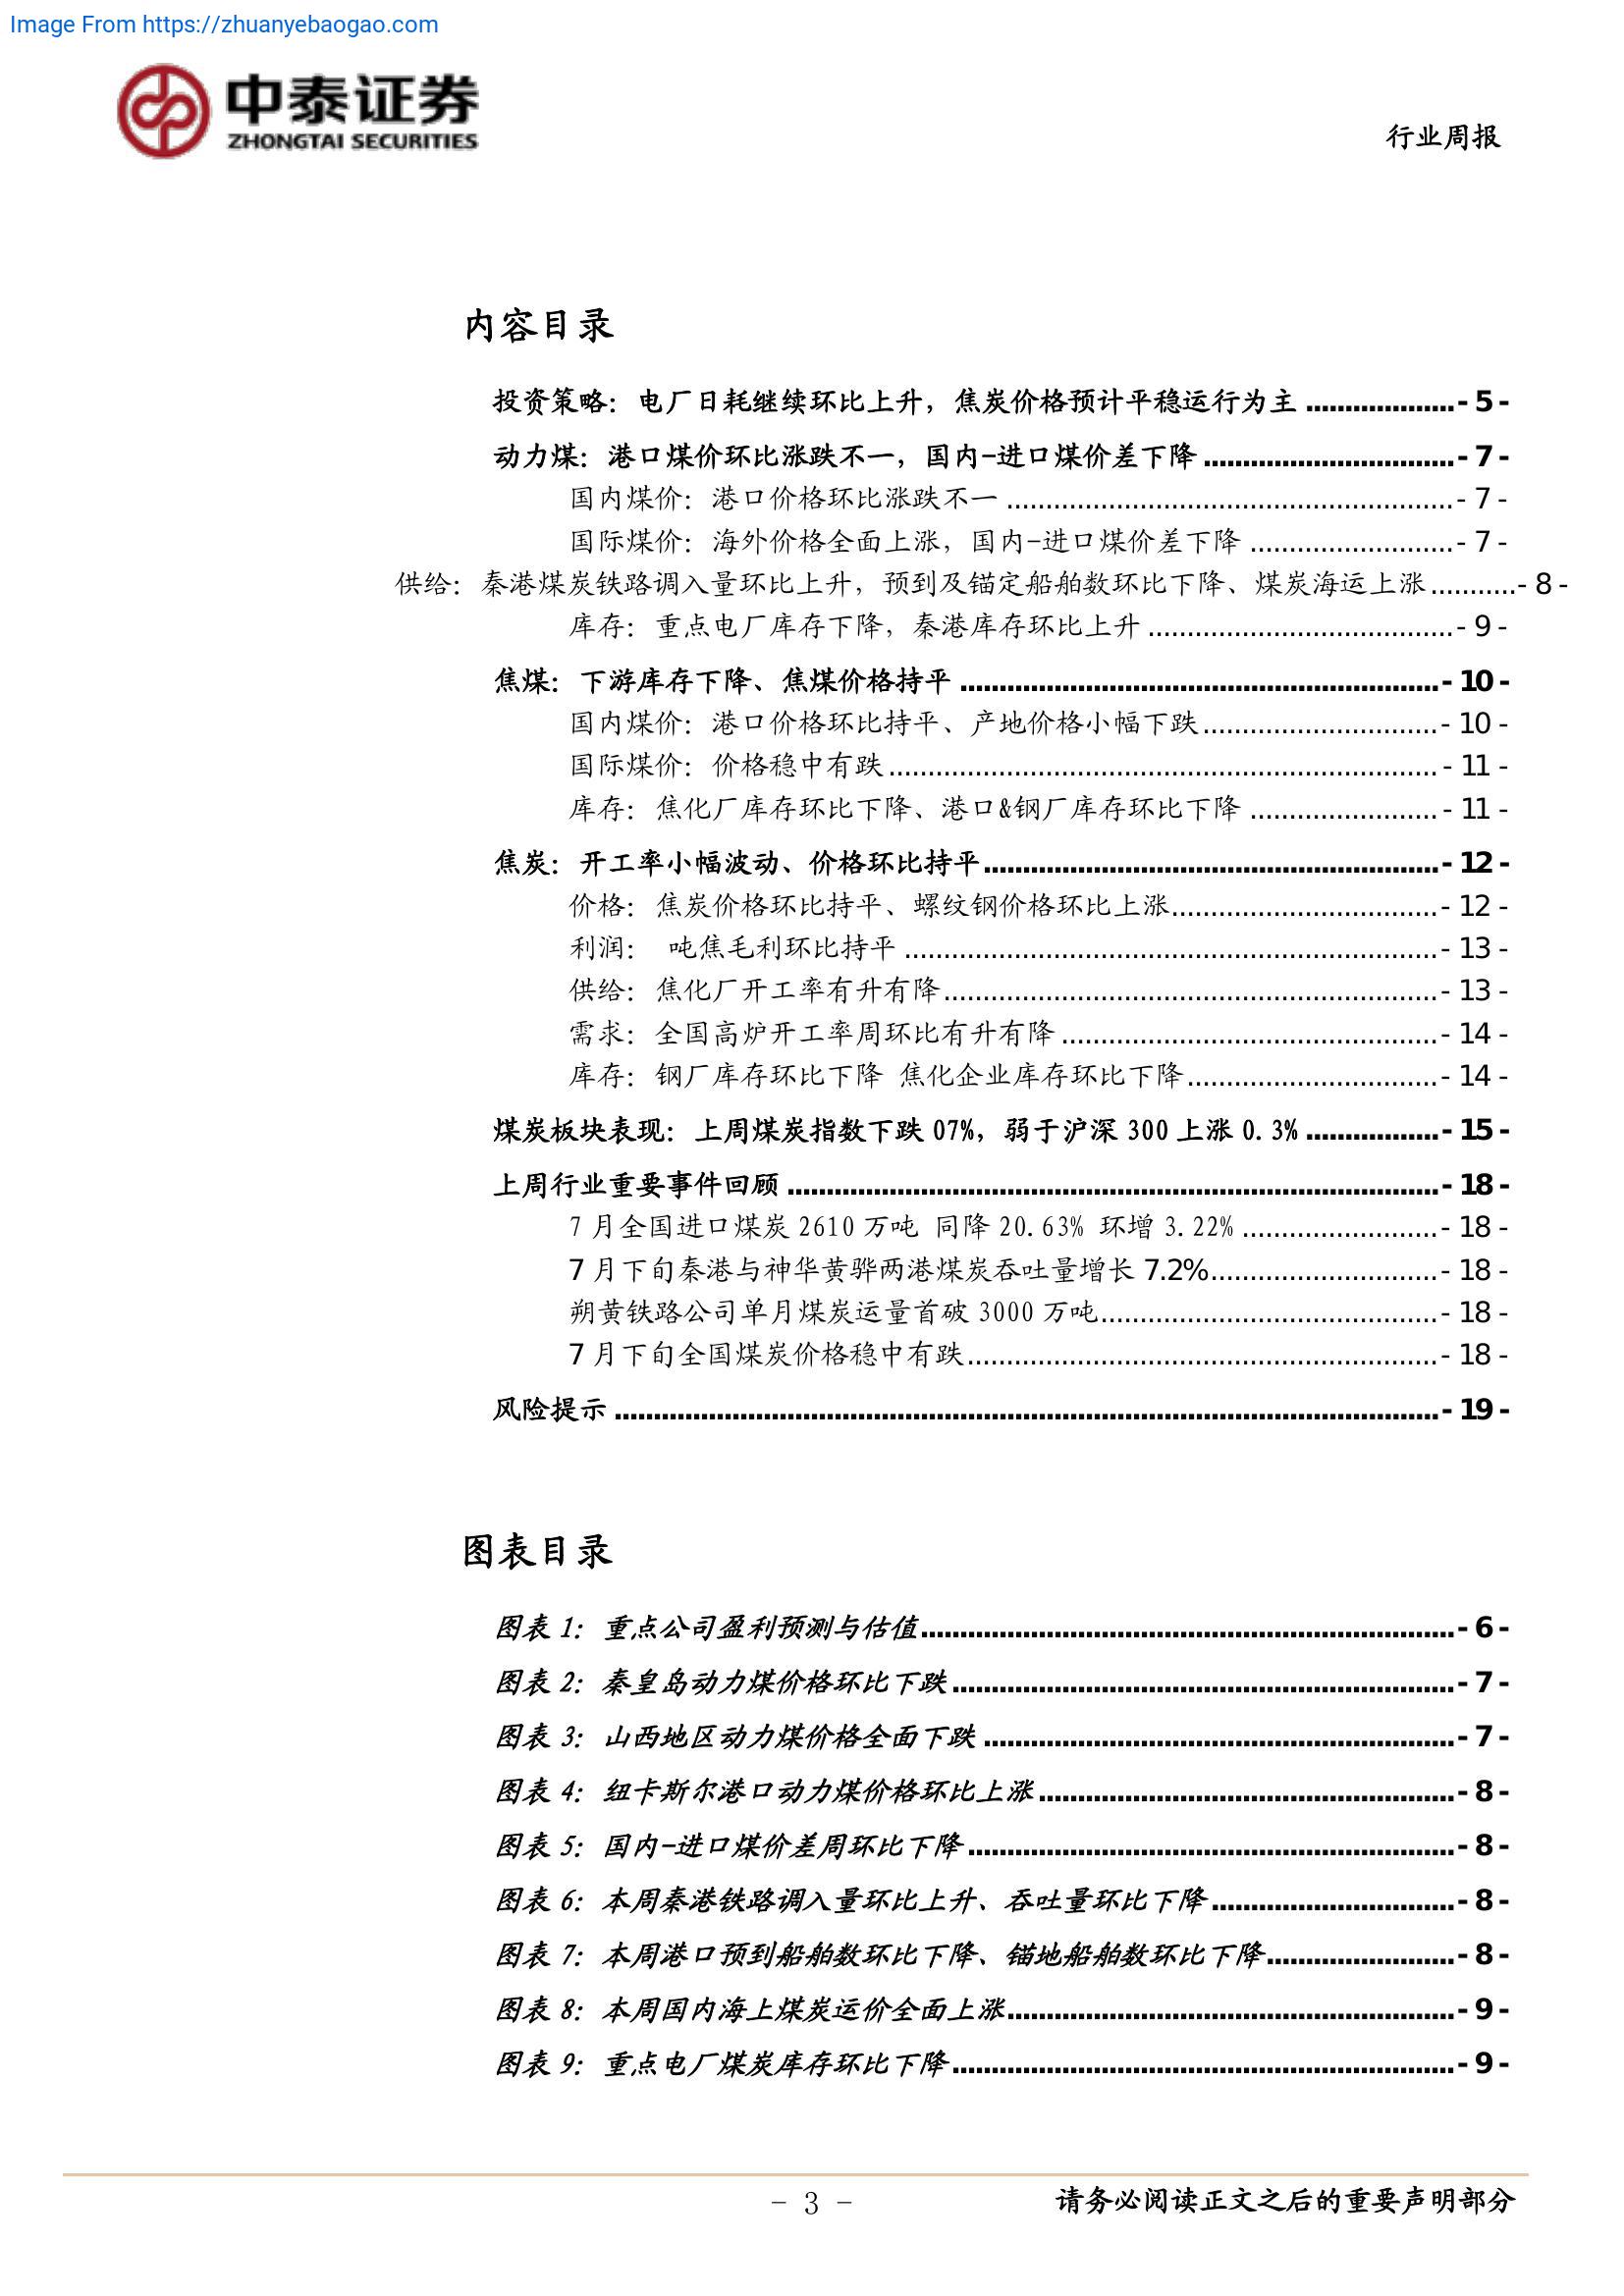 Image From https://zhuanyebaogao.com
中泰证券
ZHONGTAI SECURITIES
行业周报
内容目录
投资策略：电厂日耗继续环比上升，焦炭价格预计平稳运行为主...................- 5 -
动力煤：港口煤价环比涨跌不一，国内-进口煤价差下降................................- 7 -
国内煤价：港口价格环比涨跌不一.........................................................- 7 -
国际煤价：海外价格全面上涨，国内-进口煤价差下降..........................- 7 -
供给：秦港煤炭铁路调入量环比上升，预到及锚定船舶数环比下降、煤炭海运上涨...........- 8 -
库存：重点电厂库存下降，秦港库存环比上升.......................................- 9 -
焦煤：下游库存下降、焦煤价格持平.............................................................- 10 -
国内煤价：港口价格环比持平、产地价格小幅下跌..............................- 10 -
国际煤价：价格稳中有跌......................................................................- 11 -
库存：焦化厂库存环比下降、港口&钢厂库存环比下降........................- 11 -
焦炭：开工率小幅波动、价格环比持平..........................................................- 12 -
价格：焦炭价格环比持平、螺纹钢价格环比上涨..................................- 12 -
利润： 吨焦毛利环比持平....................................................................- 13 -
供给：焦化厂开工率有升有降...............................................................- 13 -
需求：全国高炉开工率周环比有升有降................................................- 14 -
库存：钢厂库存环比下降 焦化企业库存环比下降................................- 14 -
煤炭板块表现：上周煤炭指数下跌 07%，弱于沪深 300 上涨 0.3%.................- 15 -
上周行业重要事件回顾...................................................................................- 18 -
7 月全国进口煤炭 2610 万吨 同降 20.63% 环增 3.22%.........................- 18 -
7 月下旬秦港与神华黄骅两港煤炭吞吐量增长 7.2%.............................- 18 -
朔黄铁路公司单月煤炭运量首破 3000 万吨...........................................- 18 -
7 月下旬全国煤炭价格稳中有跌............................................................- 18 -
风险提示.........................................................................................................- 19 -
图表目录
图表 1：重点公司盈利预测与估值....................................................................- 6 -
图表 2：秦皇岛动力煤价格环比下跌................................................................- 7 -
图表 3：山西地区动力煤价格全面下跌............................................................- 7 -
图表 4：纽卡斯尔港口动力煤价格环比上涨.....................................................- 8 -
图表 5：国内-进口煤价差周环比下降..............................................................- 8 -
图表 6：本周秦港铁路调入量环比上升、吞吐量环比下降...............................- 8 -
图表 7：本周港口预到船舶数环比下降、锚地船舶数环比下降........................- 8 -
图表 8：本周国内海上煤炭运价全面上涨.........................................................- 9 -
图表 9：重点电厂煤炭库存环比下降................................................................- 9 -
- 3 -
请务必阅读正文之后的重要声明部分